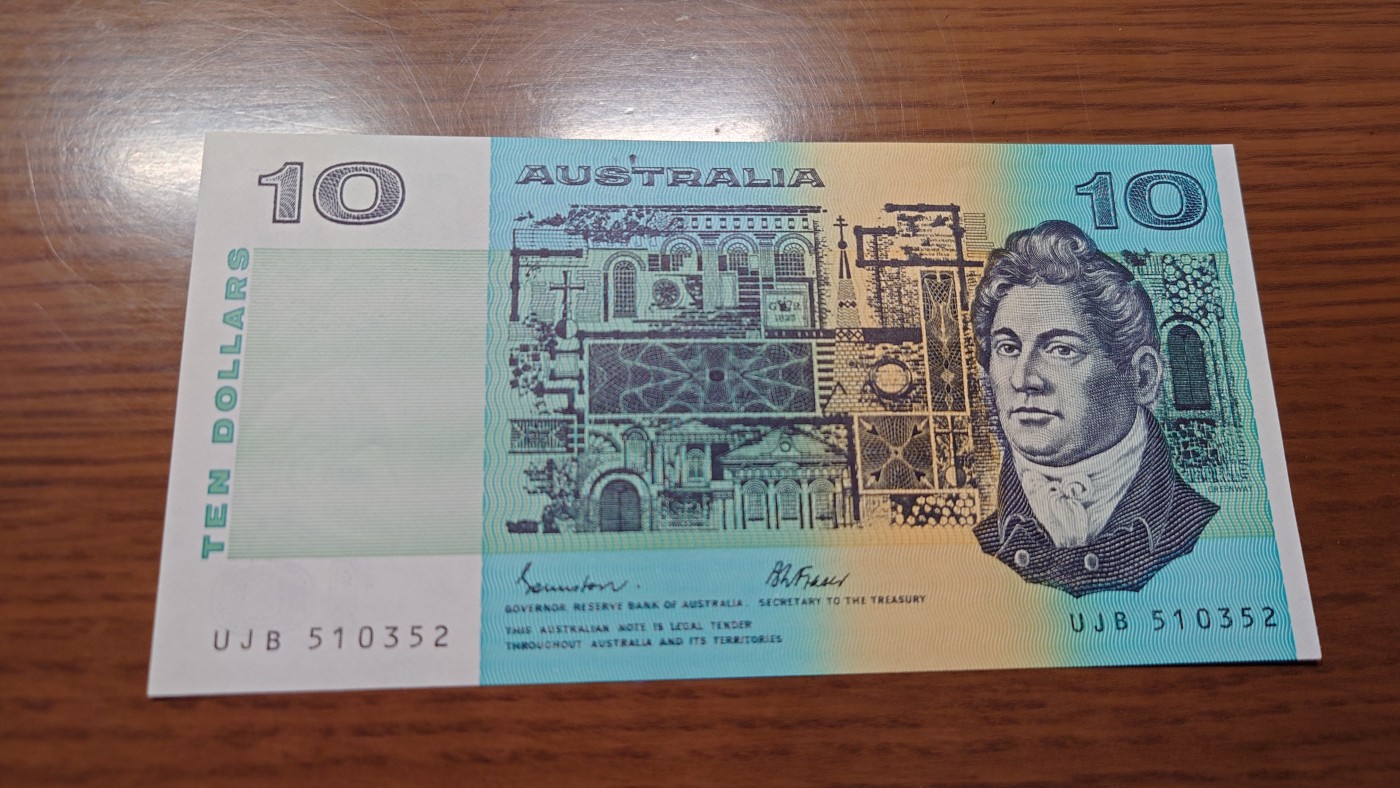 10
AUSTRALIA
10
TEN DOLLARS
G R
GREENWAY
GOVERNOR, RESERVE BANK OF AUSTRALIA.
SECRETARY TO THE TREASURY
THIS AUSTRALIAN NOTE IS LEGAL TENDER
THROUGHOUT AUSTRALIA AND ITS TERRITORIES
UJB 510352
UJB 510352